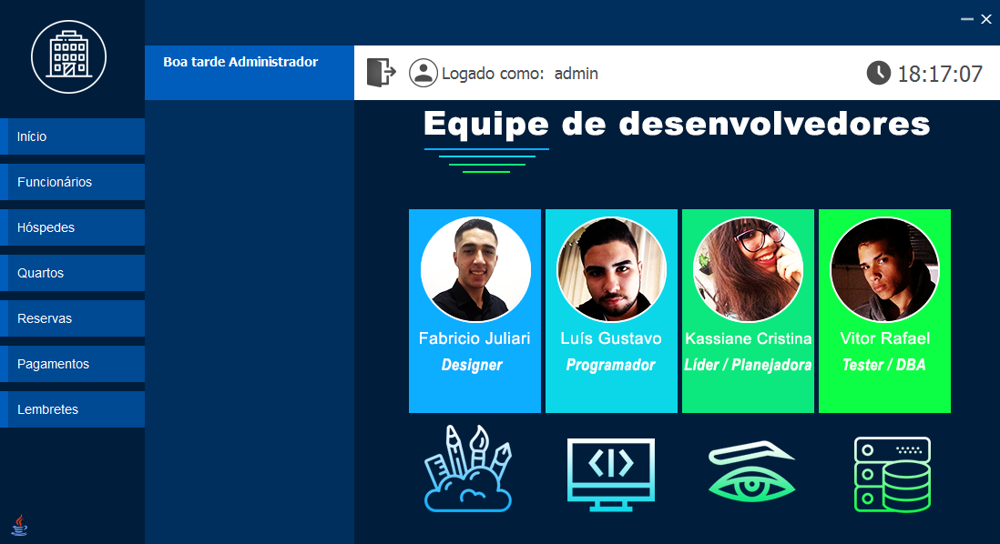 Boa tarde Administrador
Logado como: admin
18:17:07
Início
Funcionários
Hóspedes
Quartos
Reservas
Pagamentos
Lembretes
Equipe de desenvolvedores
Fabricio Juliari
Designer
Luís Gustavo
Programador
Kassiane Cristina
Líder / Planejadora
Vitor Rafael
Tester / DBA